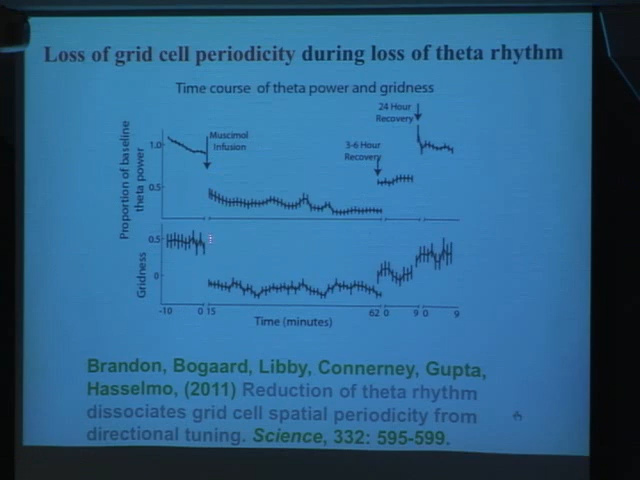 Loss of grid cell periodicity during loss of theta rhythm
Time course of theta power and gridness
24 Hour
Recovery
Muscimol
Infusion
3-6 Hour
Recovery
Proportion of baseline
theta power
1.0
0.5
Gridness
0.5
0
-10 0 15 62 0 9 0 9
Time (minutes)
Brandon, Bogaard, Libby, Connerney, Gupta,
Hasselmo, (2011) Reduction of theta rhythm
dissociates grid cell spatial periodicity from
directional tuning. Science, 332: 595-599.